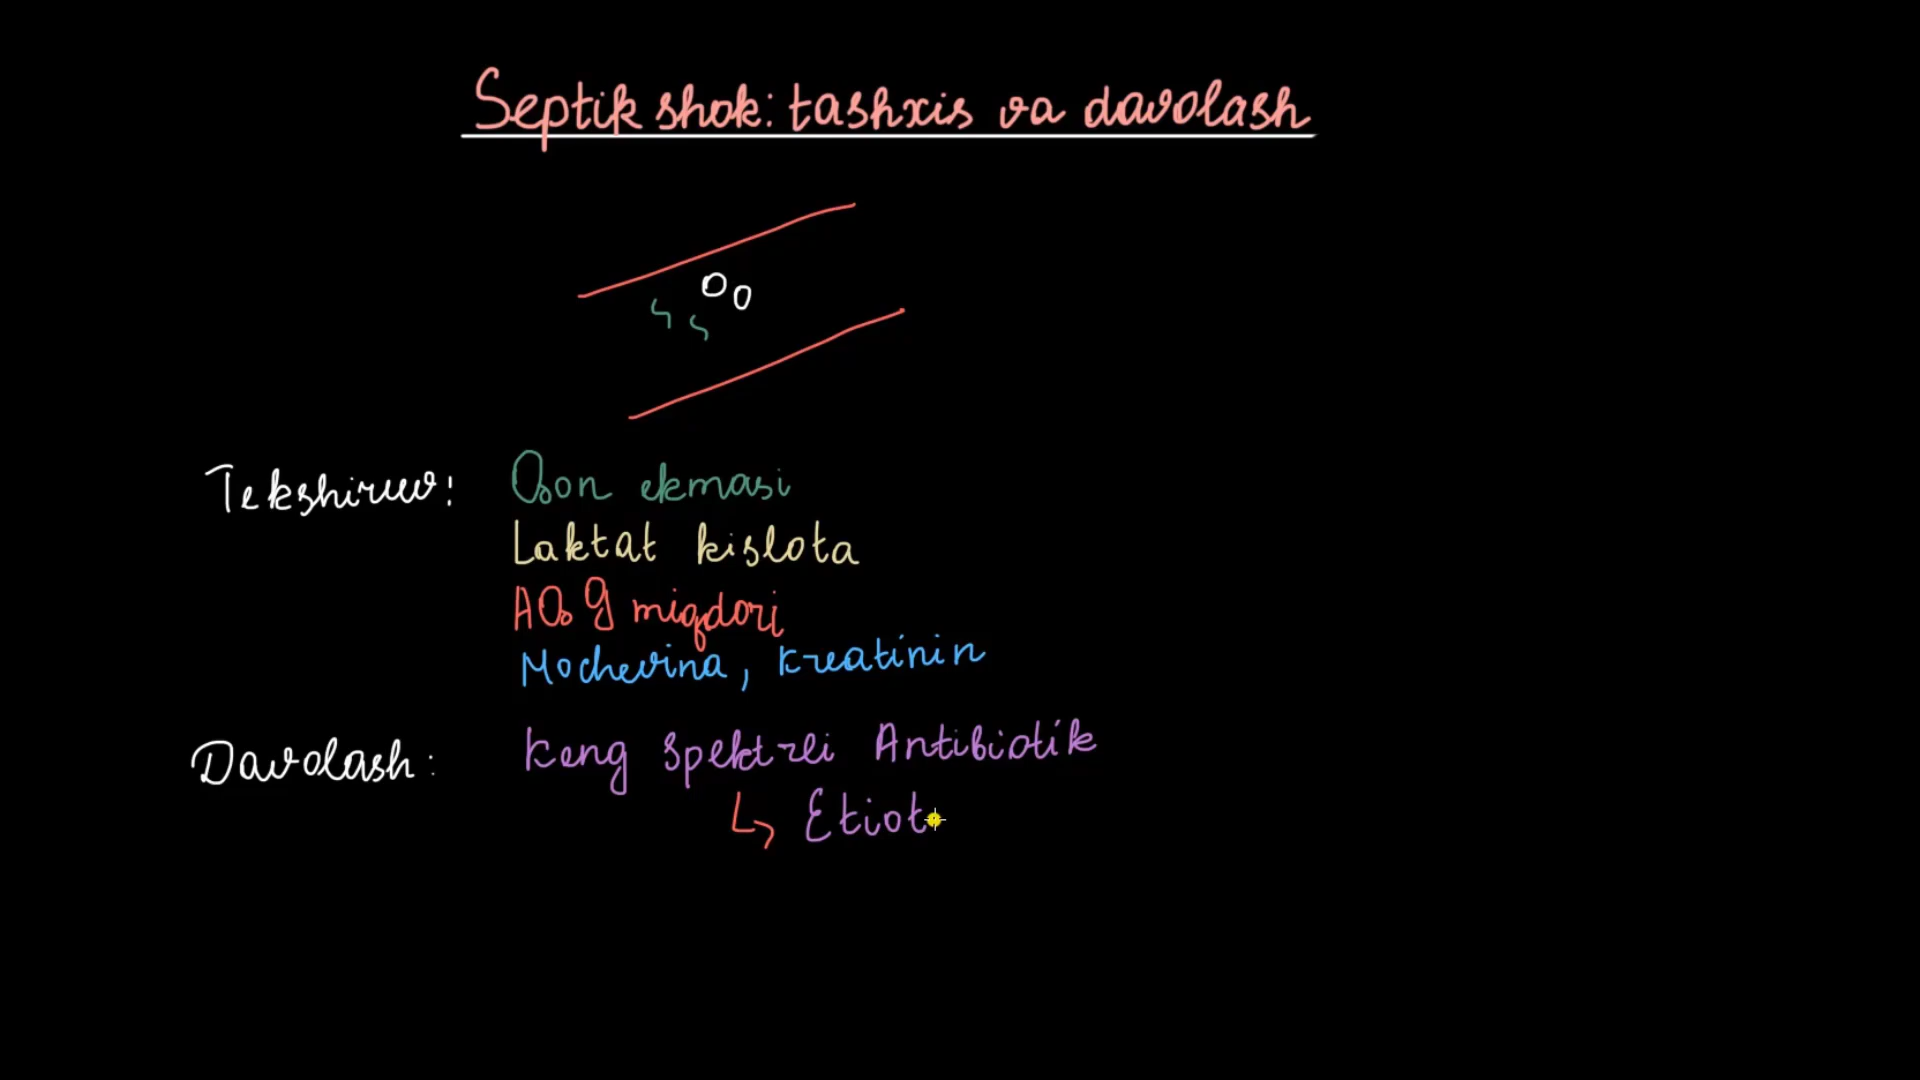 Septik shok: tashxis va davolash
Tekshiruv:
Qon ekmasi
Laktat kislota
AQB miqdori
Mochevina, kreatinin
Davolash:
Keng spektrli Antibiotik
Etiot